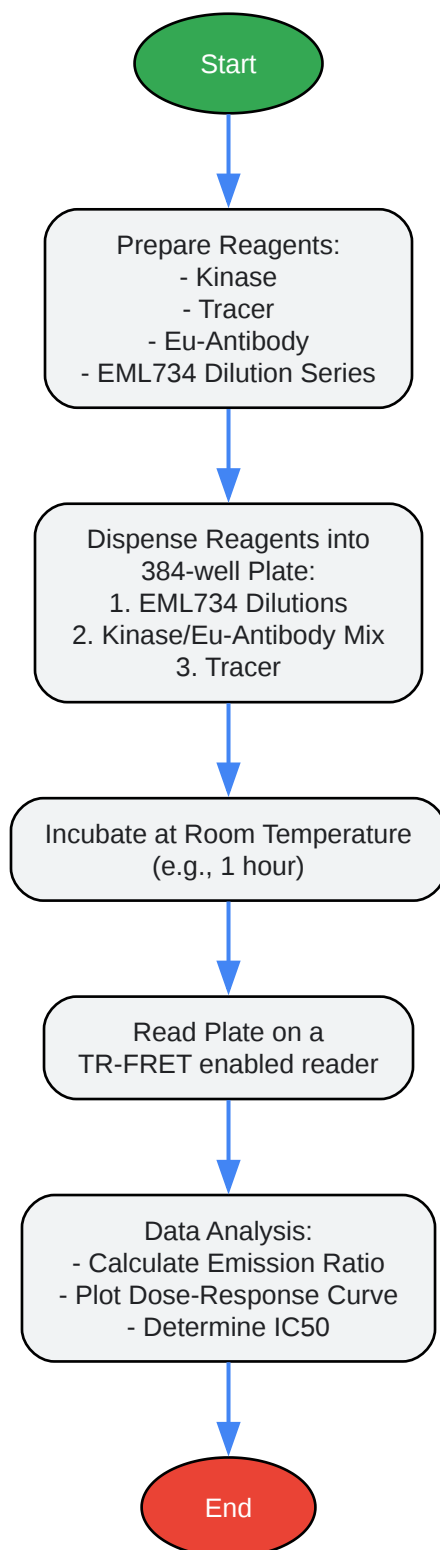 Start
Prepare Reagents:
- Kinase
- Tracer
- Eu-Antibody
- EML734 Dilution Series
Dispense Reagents into
384-well Plate:
1. EML734 Dilutions
2. Kinase/Eu-Antibody Mix
3. Tracer
Incubate at Room Temperature
(e.g., 1 hour)
Read Plate on a
TR-FRET enabled reader
Data Analysis:
- Calculate Emission Ratio
- Plot Dose-Response Curve
- Determine IC50
End